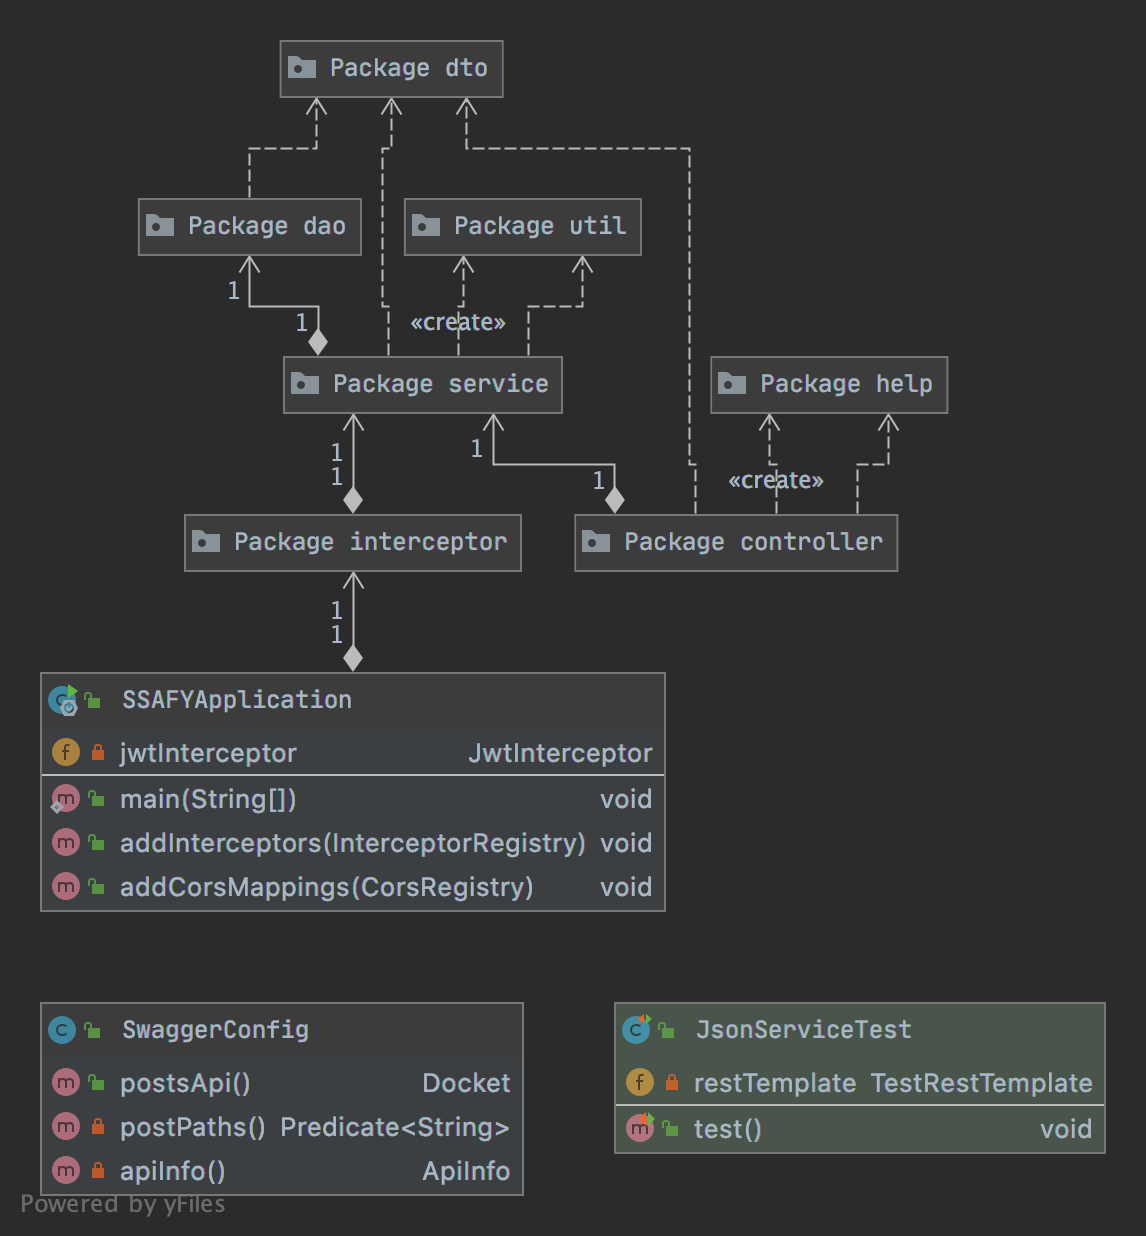 Package dto
Package dao
Package util
1
1
«create»
Package service
Package help
1
1
1
1
«create»
Package interceptor
Package controller
1
1
SSAFYApplication
jwtInterceptor JwtInterceptor
main(String[]) void
addInterceptors(InterceptorRegistry) void
addCorsMappings(CorsRegistry) void
SwaggerConfig
postsApi() Docket
postPaths() Predicate<String>
apiInfo() ApiInfo
JsonServiceTest
restTemplate TestRestTemplate
test() void
Powered by yFiles